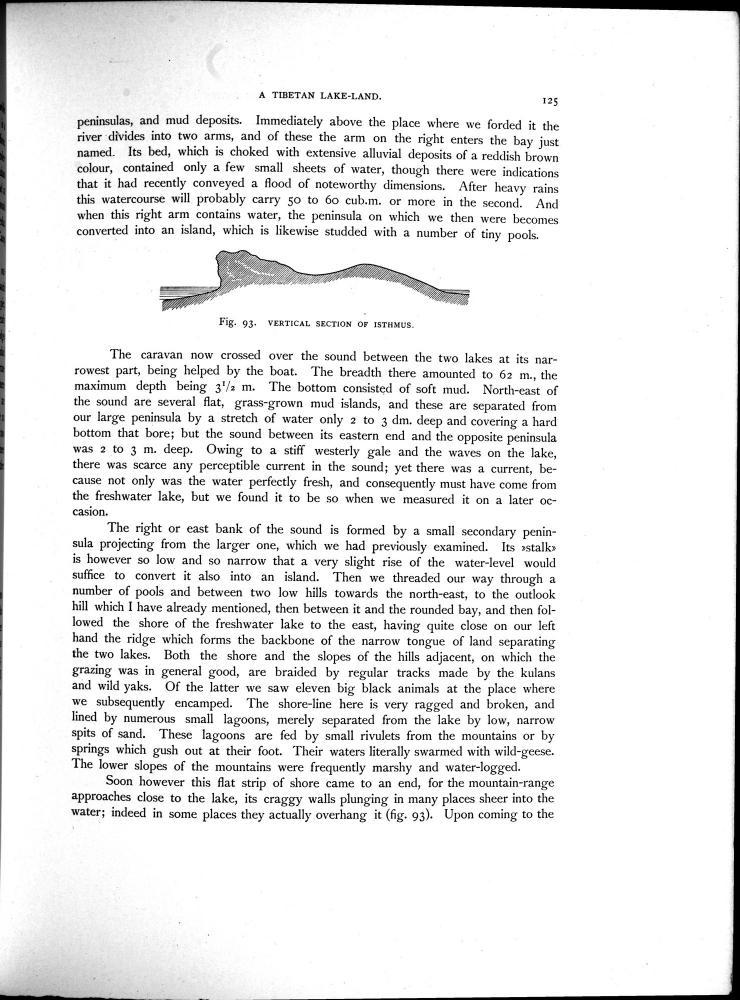 A TIBETAN LAKE-LAND.
125
peninsulas, and mud deposits. Immediately above the place where we forded it the
river divides into two arms, and of these the arm on the right enters the bay just
named. Its bed, which is choked with extensive alluvial deposits of a reddish brown
colour, contained only a few small sheets of water, though there were indications
that it had recently conveyed a flood of noteworthy dimensions. After heavy rains
this watercourse will probably carry 50 to 60 cub.m. or more in the second. And
when this right arm contains water, the peninsula on which we then were becomes
converted into an island, which is likewise studded with a number of tiny pools.
Fig. 93. VERTICAL SECTION OF ISTHMUS.
The caravan now crossed over the sound between the two lakes at its nar-
rowest part, being helped by the boat. The breadth there amounted to 62 m., the
maximum depth being 3¹/₂ m. The bottom consisted of soft mud. North-east of
the sound are several flat, grass-grown mud islands, and these are separated from
our large peninsula by a stretch of water only 2 to 3 dm. deep and covering a hard
bottom that bore; but the sound between its eastern end and the opposite peninsula
was 2 to 3 m. deep. Owing to a stiff westerly gale and the waves on the lake,
there was scarce any perceptible current in the sound; yet there was a current, be-
cause not only was the water perfectly fresh, and consequently must have come from
the freshwater lake, but we found it to be so when we measured it on a later oc-
casion.
The right or east bank of the sound is formed by a small secondary penin-
sula projecting from the larger one, which we had previously examined. Its »stalk»
is however so low and so narrow that a very slight rise of the water-level would
suffice to convert it also into an island. Then we threaded our way through a
number of pools and between two low hills towards the north-east, to the outlook
hill which I have already mentioned, then between it and the rounded bay, and then fol-
lowed the shore of the freshwater lake to the east, having quite close on our left
hand the ridge which forms the backbone of the narrow tongue of land separating
the two lakes. Both the shore and the slopes of the hills adjacent, on which the
grazing was in general good, are braided by regular tracks made by the kulans
and wild yaks. Of the latter we saw eleven big black animals at the place where
we subsequently encamped. The shore-line here is very ragged and broken, and
lined by numerous small lagoons, merely separated from the lake by low, narrow
spits of sand. These lagoons are fed by small rivulets from the mountains or by
springs which gush out at their foot. Their waters literally swarmed with wild-geese.
The lower slopes of the mountains were frequently marshy and water-logged.
Soon however this flat strip of shore came to an end, for the mountain-range
approaches close to the lake, its craggy walls plunging in many places sheer into the
water; indeed in some places they actually overhang it (fig. 93). Upon coming to the